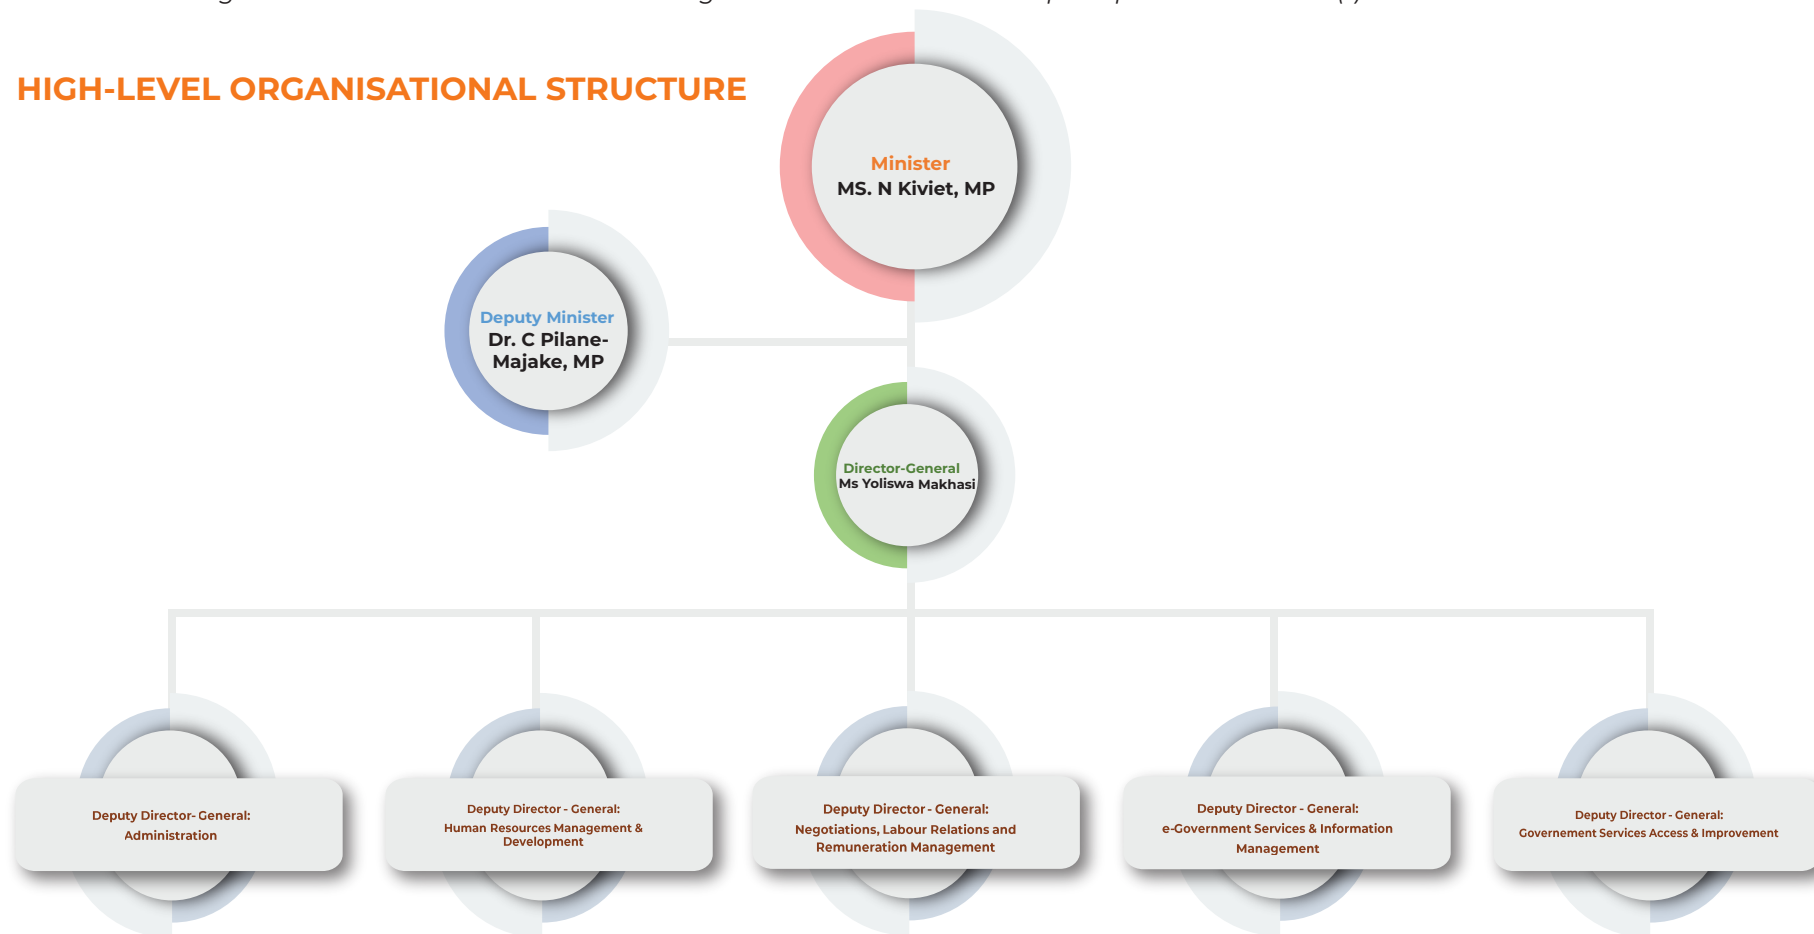 HIGH-LEVEL ORGANISATIONAL STRUCTURE
Minister
MS. N Kiviet, MP
Deputy Minister
Dr. C Pilane-
Majake, MP
Director-General
Ms Yoliswa Makhasi
Deputy Director- General:
Administration
Deputy Director - General:
Human Resources Management &
Development
Deputy Director - General:
Negotiations, Labour Relations and
Remuneration Management
Deputy Director - General:
e-Government Services & Information
Management
Deputy Director - General:
Governement Services Access & Improvement